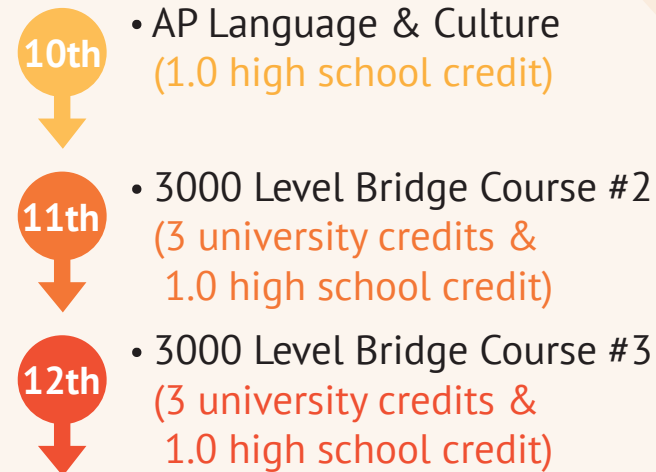 10th
• AP Language & Culture
(1.0 high school credit)
11th
• 3000 Level Bridge Course #2
(3 university credits &
1.0 high school credit)
12th
• 3000 Level Bridge Course #3
(3 university credits &
1.0 high school credit)